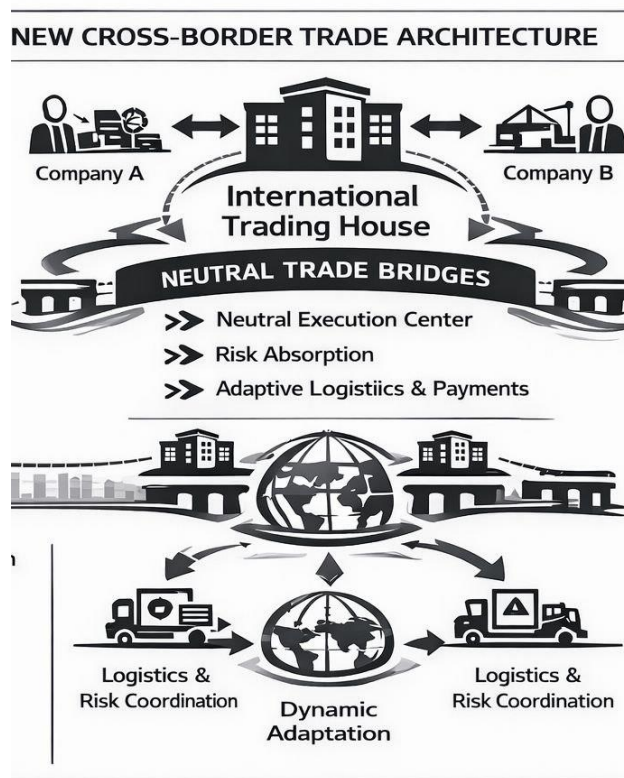 NEW CROSS-BORDER TRADE ARCHITECTURE
Company A
Company B
International
Trading House
NEUTRAL TRADE BRIDGES
Neutral Execution Center
Risk Absorption
Adaptive Logistiics & Payments
Logistics &
Risk Coordination
Dynamic
Adaptation
Logistics &
Risk Coordination